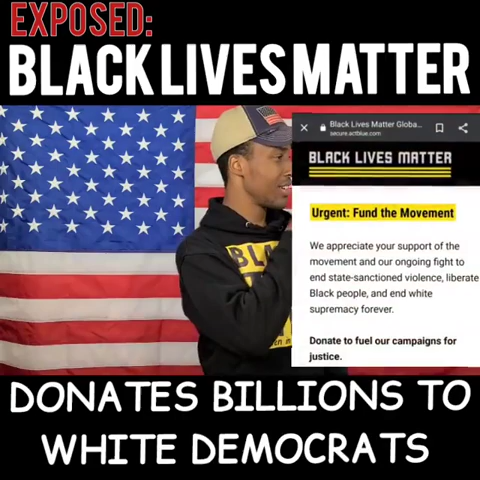 EXPOSED:
BLACK LIVES MATTER
Black Lives Matter Globa...
secure.actblue.com
BLACK LIVES MATTER
Urgent: Fund the Movement
We appreciate your support of the
movement and our ongoing fight to
end state-sanctioned violence, liberate
Black people, and end white
supremacy forever.
Donate to fuel our campaigns for
justice.
DONATES BILLIONS TO
WHITE DEMOCRATS